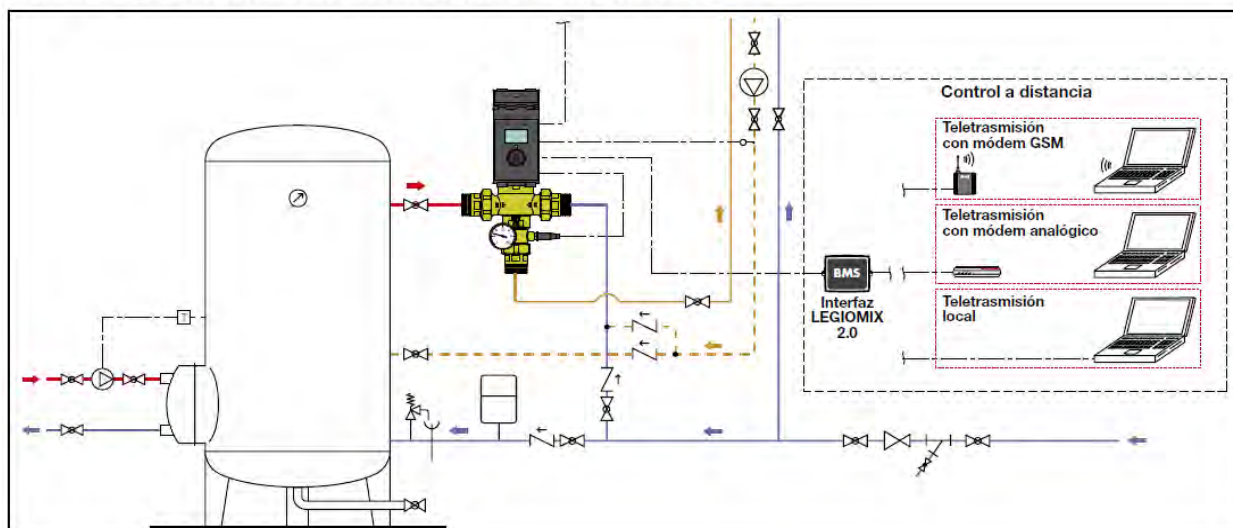 Control a distancia
Teletrasmisión
con módem GSM
Teletrasmisión
con módem analógico
BMS
Interfaz
LEGIOMIX
2.0
Teletrasmisión
local
T